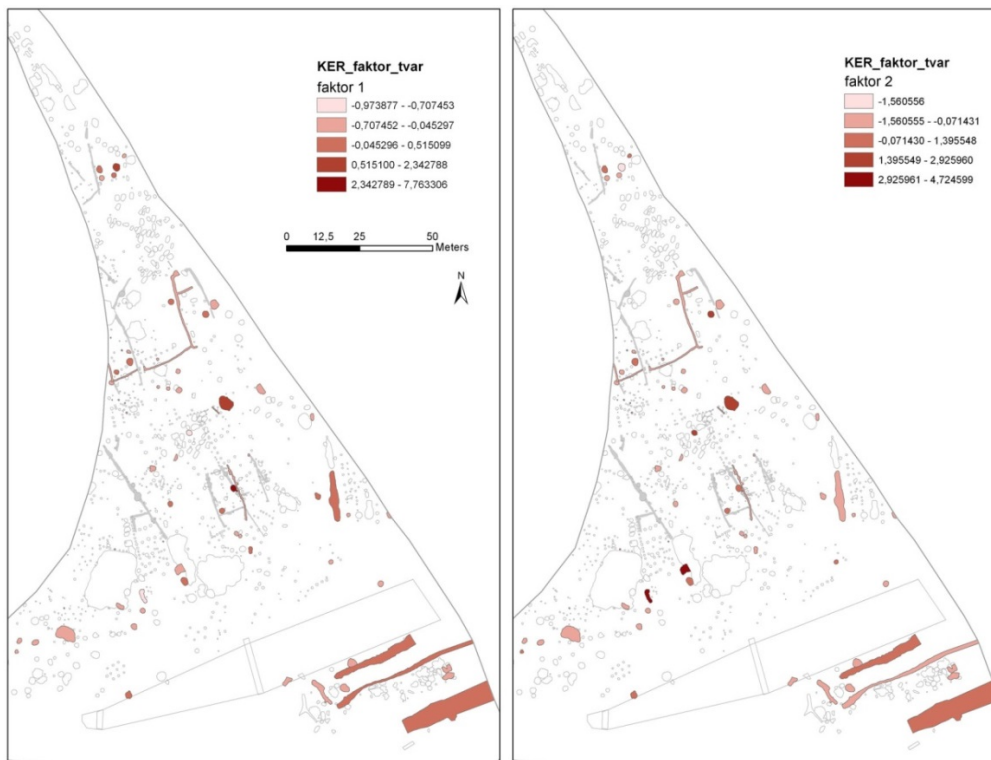 KER_faktor_tvar
faktor 1
-0,973877 - -0,707453
-0,707452 - -0,045297
-0,045296 - 0,515099
0,515100 - 2,342788
2,342789 - 7,763306
0 12,5 25 50
Meters
N
KER_faktor_tvar
faktor 2
-1,560556
-1,560555 - -0,071431
-0,071430 - 1,395548
1,395549 - 2,925960
2,925961 - 4,724599